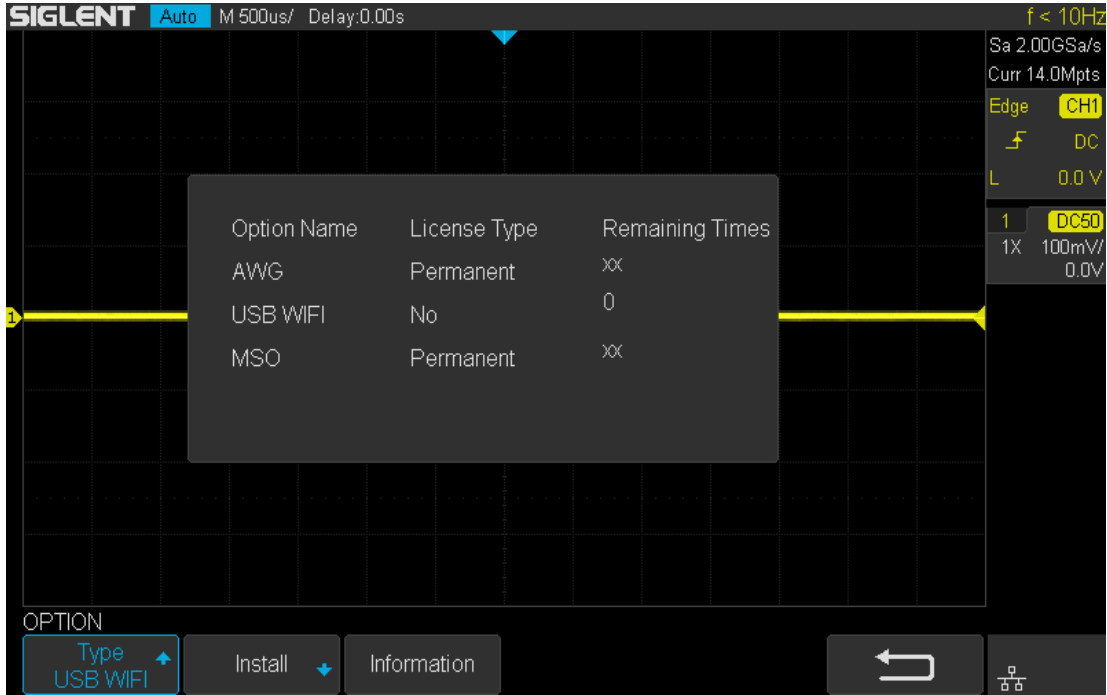 SIGLENT Auto M 500us/ Delay:0.00s f < 10Hz
Sa 2.00GSa/s
Curr 14.0Mpts
Edge CH1
DC
L 0.0 V
1 DC50
1X 100mV/
0.0V
Option Name License Type Remaining Times
AWG Permanent xx
USB WIFI No 0
MSO Permanent xx
1
OPTION
Type
USB WIFI
Install
Information